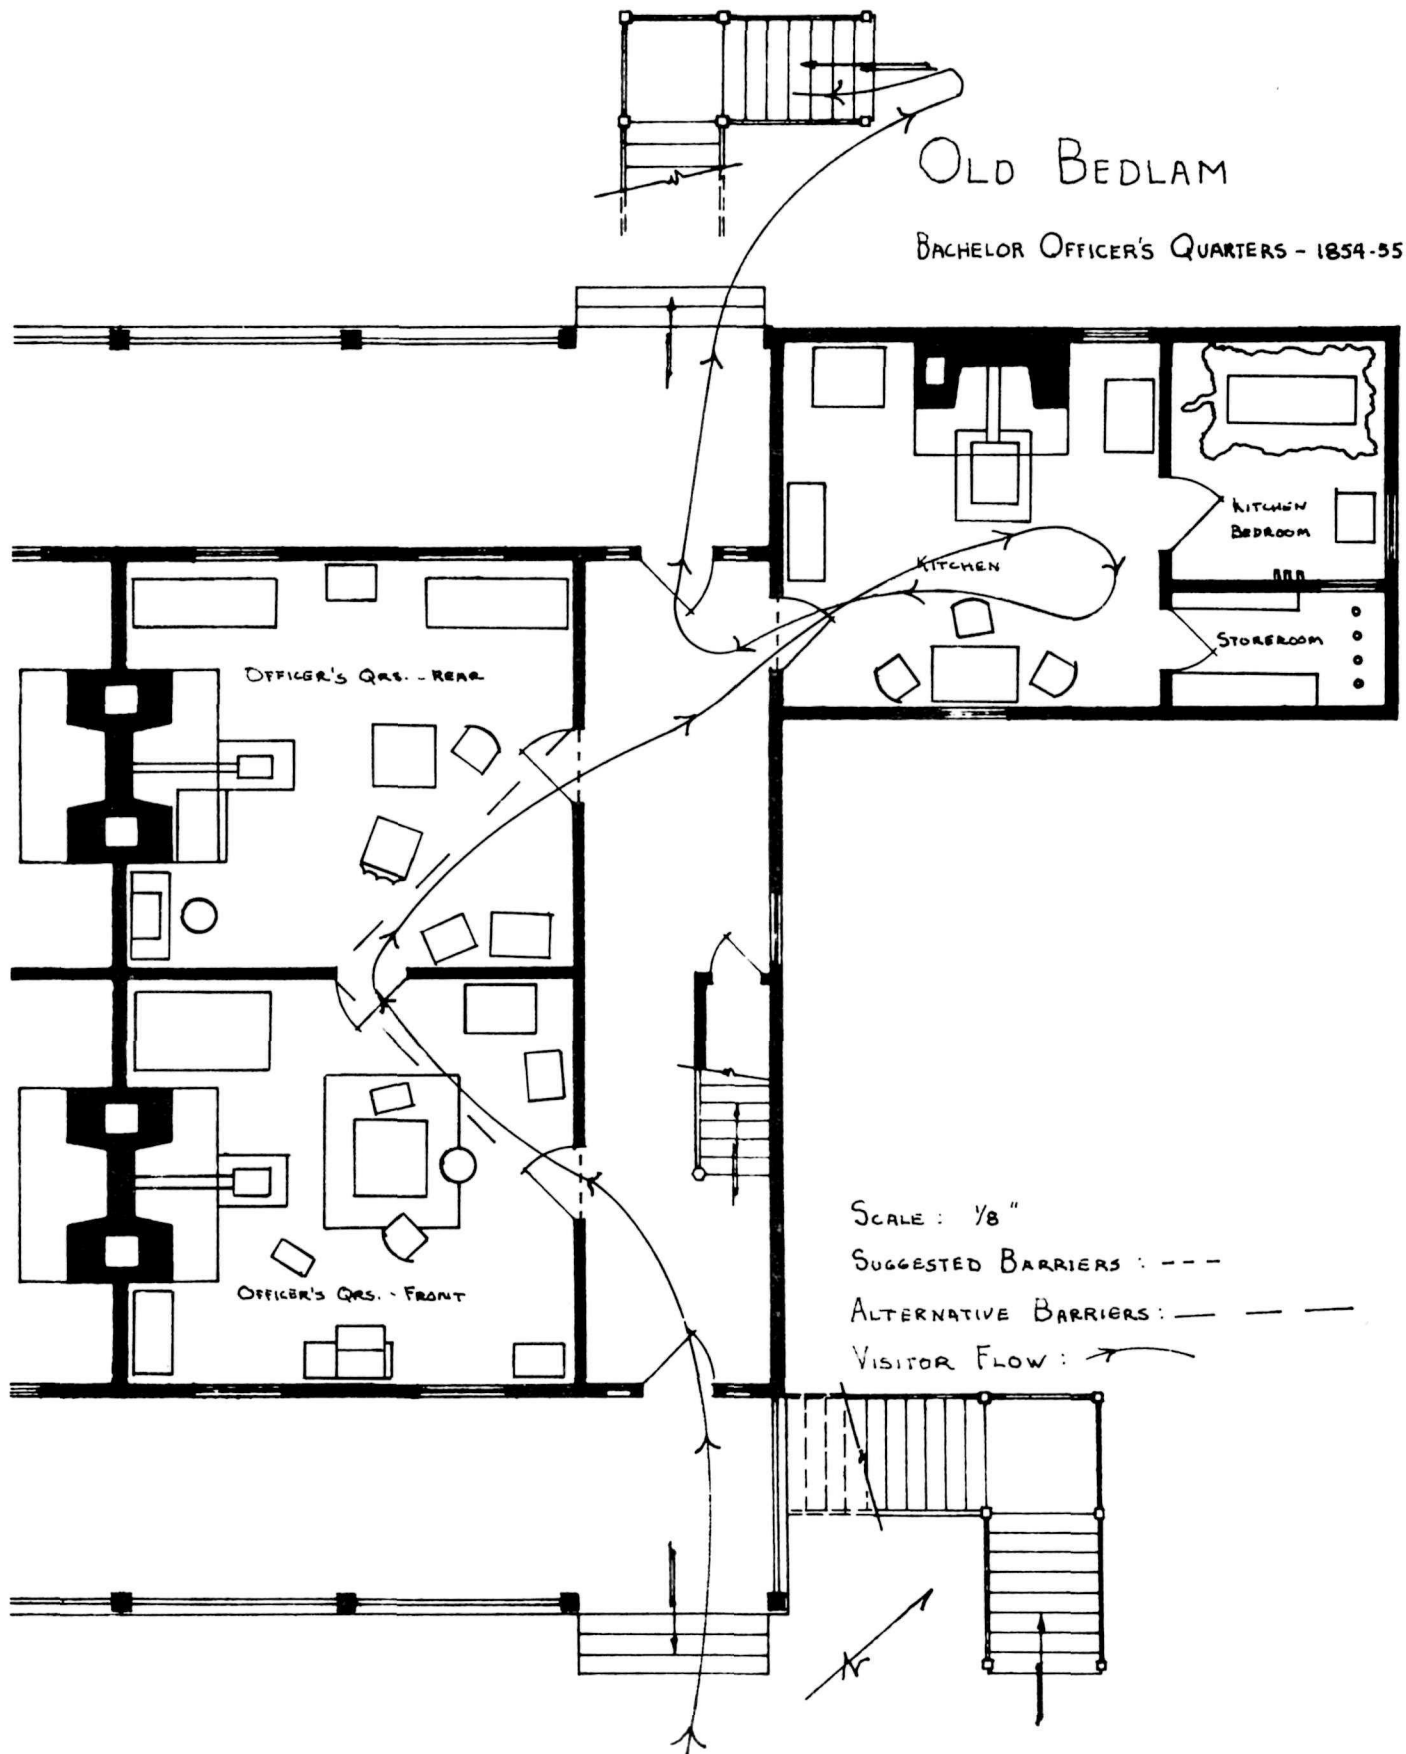 OLD BEDLAM
BACHELOR OFFICER'S QUARTERS - 1854-55
KITCHEN
BEDROOM
KITCHEN
STOREROOM
OFFICER'S QRS. - REAR
OFFICER'S QRS. - FRONT
SCALE : 1/8 "
SUGGESTED BARRIERS : ---
ALTERNATIVE BARRIERS : — — —
VISITOR FLOW :
N